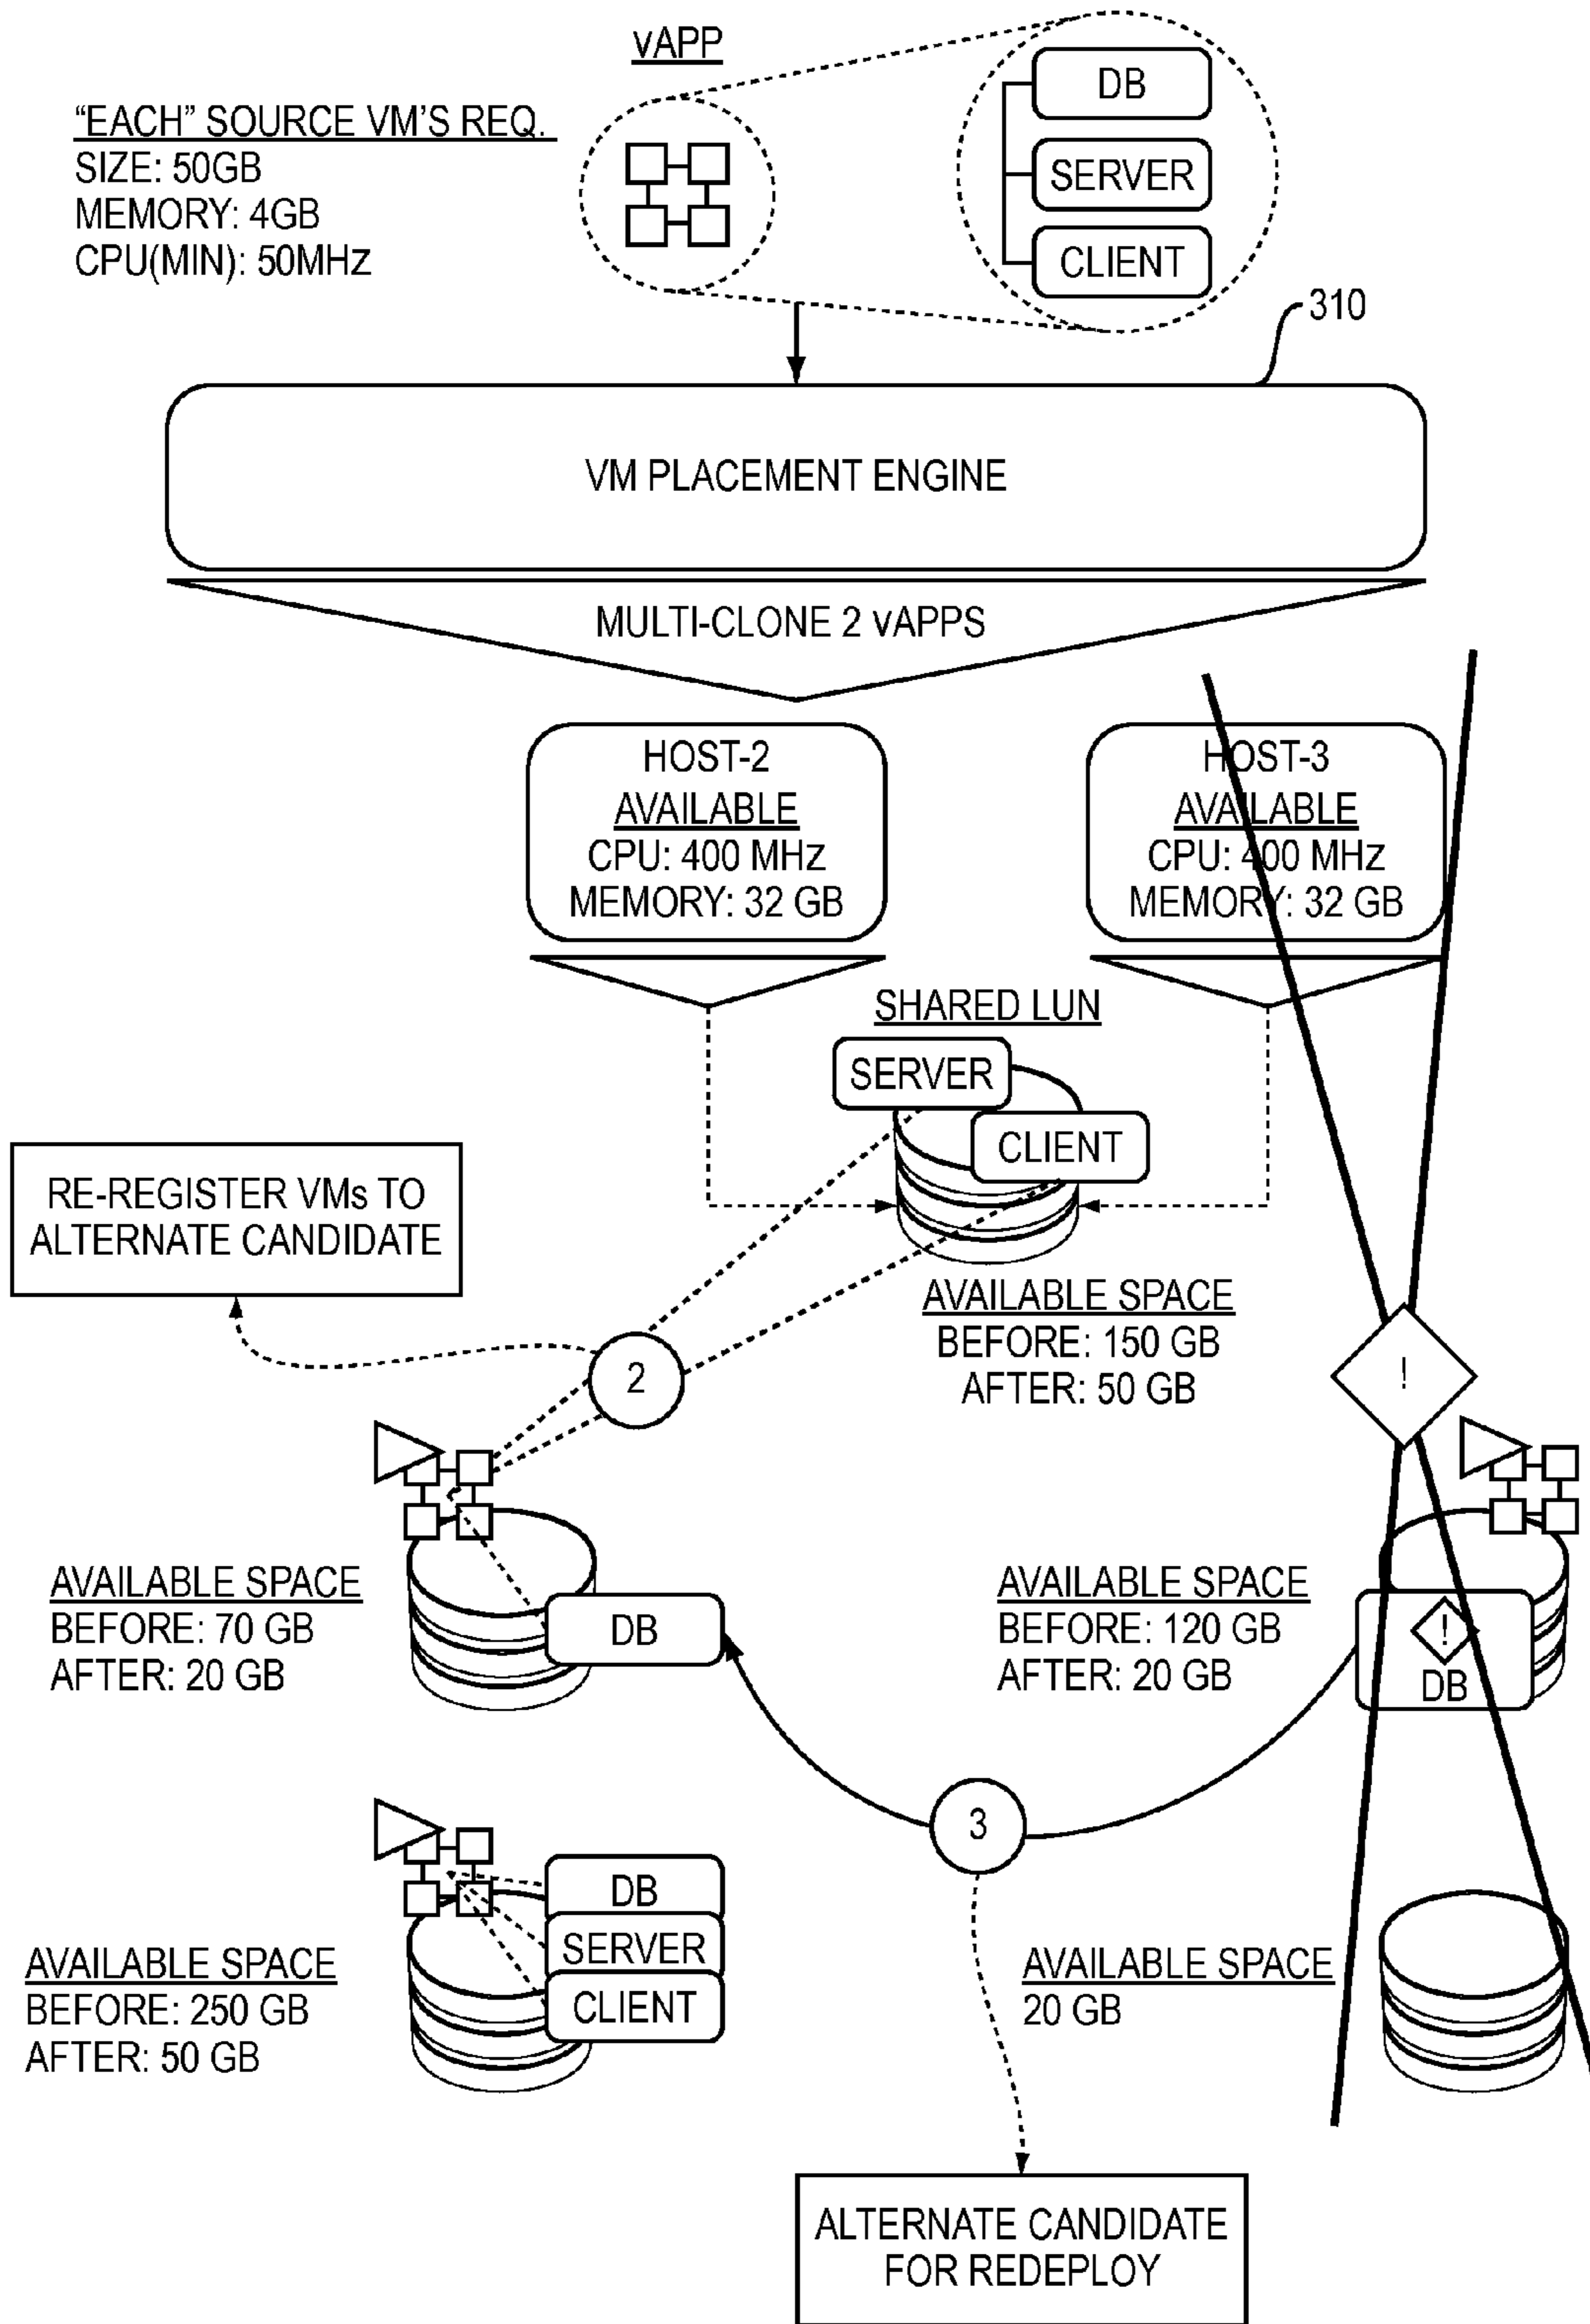 vAPP
"EACH" SOURCE VM'S REQ.
SIZE: 50GB
MEMORY: 4GB
CPU(MIN): 50MHz
DB
SERVER
CLIENT
310
VM PLACEMENT ENGINE
MULTI-CLONE 2 vAPPS
HOST-2
AVAILABLE
CPU: 400 MHz
MEMORY: 32 GB
HOST-3
AVAILABLE
CPU: 400 MHz
MEMORY: 32 GB
SHARED LUN
SERVER
CLIENT
RE-REGISTER VMs TO
ALTERNATE CANDIDATE
AVAILABLE SPACE
BEFORE: 150 GB
AFTER: 50 GB
2
!
AVAILABLE SPACE
BEFORE: 70 GB
AFTER: 20 GB
DB
AVAILABLE SPACE
BEFORE: 120 GB
AFTER: 20 GB
!
DB
3
AVAILABLE SPACE
BEFORE: 250 GB
AFTER: 50 GB
DB
SERVER
CLIENT
AVAILABLE SPACE
20 GB
ALTERNATE CANDIDATE
FOR REDEPLOY